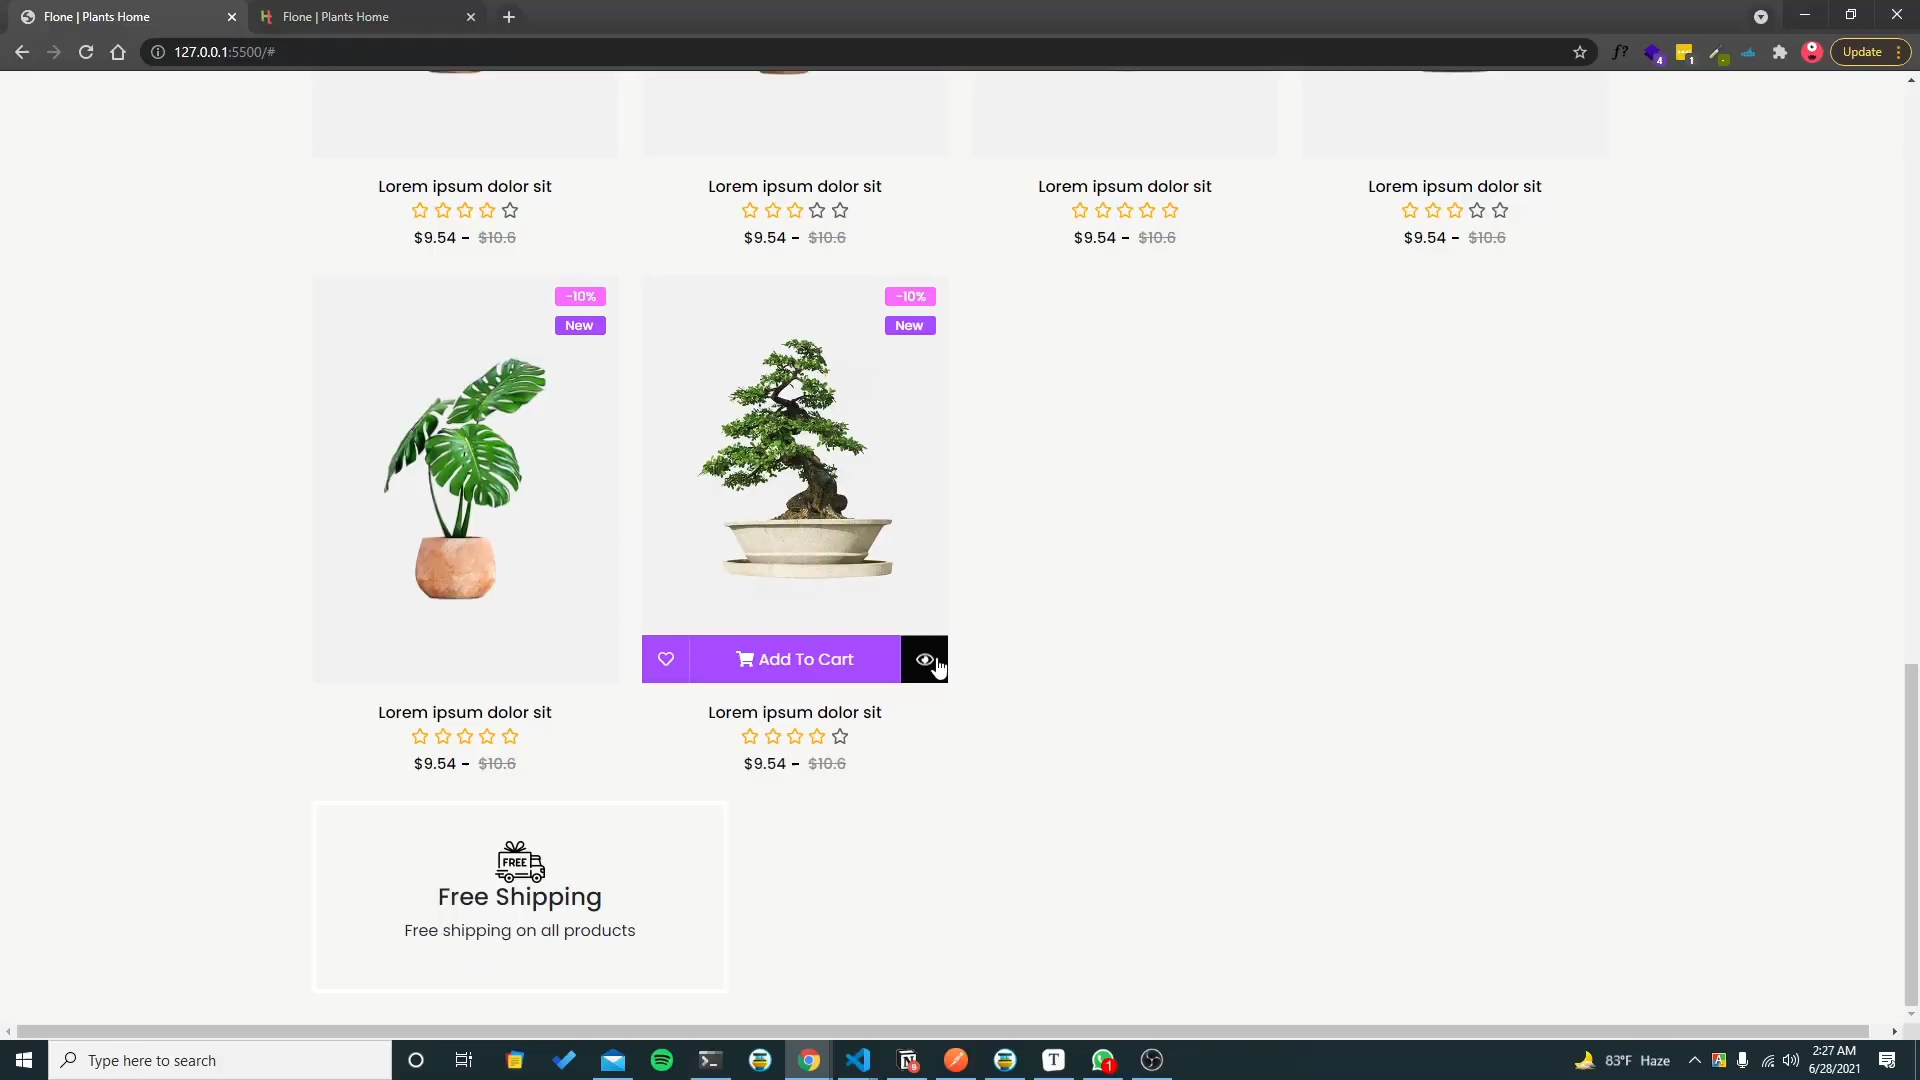 Flone | Plants Home
Flone | Plants Home
127.0.0.1:5500/#
f?
4
1
Update
Lorem ipsum dolor sit
$9.54 - $10.6
Lorem ipsum dolor sit
$9.54 - $10.6
Lorem ipsum dolor sit
$9.54 - $10.6
Lorem ipsum dolor sit
$9.54 - $10.6
-10%
New
-10%
New
Add To Cart
Lorem ipsum dolor sit
$9.54 - $10.6
Lorem ipsum dolor sit
$9.54 - $10.6
FREE
Free Shipping
Free shipping on all products
Type here to search
T
1
83°F Haze
2:27 AM
6/28/2021